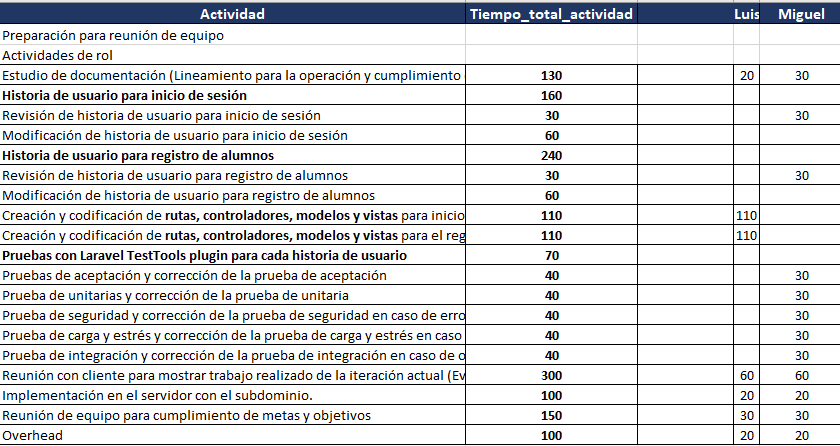 Actividad Tiempo_total_actividad Luis Miguel
Preparación para reunión de equipo
Actividades de rol
Estudio de documentación (Lineamiento para la operación y cumplimiento 130 20 30
Historia de usuario para inicio de sesión 160
Revisión de historia de usuario para inicio de sesión 30 30
Modificación de historia de usuario para inicio de sesión 60
Historia de usuario para registro de alumnos 240
Revisión de historia de usuario para registro de alumnos 30 30
Modificación de historia de usuario para registro de alumnos 60
Creación y codificación de rutas, controladores, modelos y vistas para inicio 110 110
Creación y codificación de rutas, controladores, modelos y vistas para el reg 110 110
Pruebas con Laravel TestTools plugin para cada historia de usuario 70
Pruebas de aceptación y corrección de la prueba de aceptación 40 30
Prueba de unitarias y corrección de la prueba de unitaria 40 30
Prueba de seguridad y corrección de la prueba de seguridad en caso de erro 40 30
Prueba de carga y estrés y corrección de la prueba de carga y estrés en caso 40 30
Prueba de integración y corrección de la prueba de integración en caso de o 40 30
Reunión con cliente para mostrar trabajo realizado de la iteración actual (Ev 300 60 60
Implementación en el servidor con el subdominio. 100 20 20
Reunión de equipo para cumplimiento de metas y objetivos 150 30 30
Overhead 100 20 20